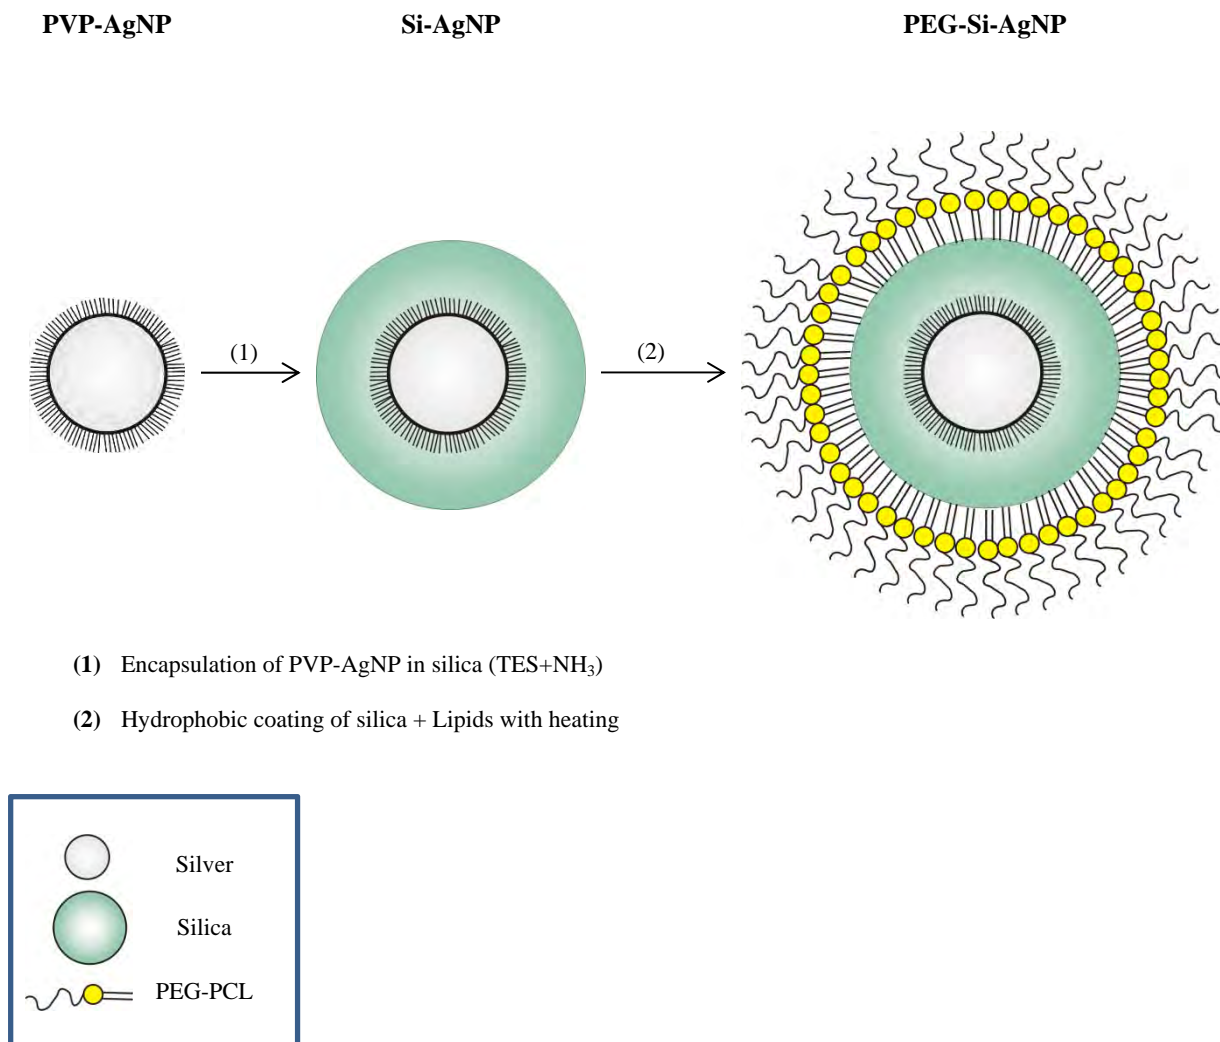 PVP-AgNP Si-AgNP PEG-Si-AgNP
(1) (2)
(1) Encapsulation of PVP-AgNP in silica (TES+NH₃)
(2) Hydrophobic coating of silica + Lipids with heating
Silver
Silica
PEG-PCL